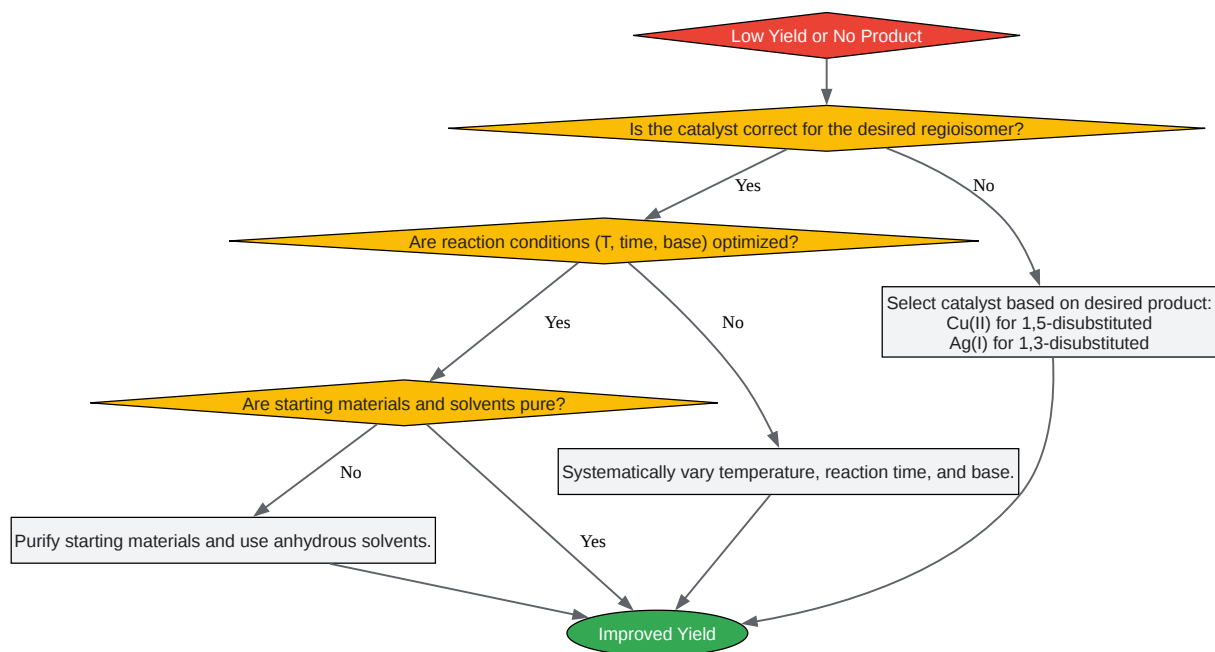 Low Yield or No Product
Is the catalyst correct for the desired regioisomer?
Yes
No
Are reaction conditions (T, time, base) optimized?
Select catalyst based on desired product:
Cu(II) for 1,5-disubstituted
Ag(I) for 1,3-disubstituted
Yes
No
Are starting materials and solvents pure?
Systematically vary temperature, reaction time, and base.
No
Yes
Purify starting materials and use anhydrous solvents.
Improved Yield